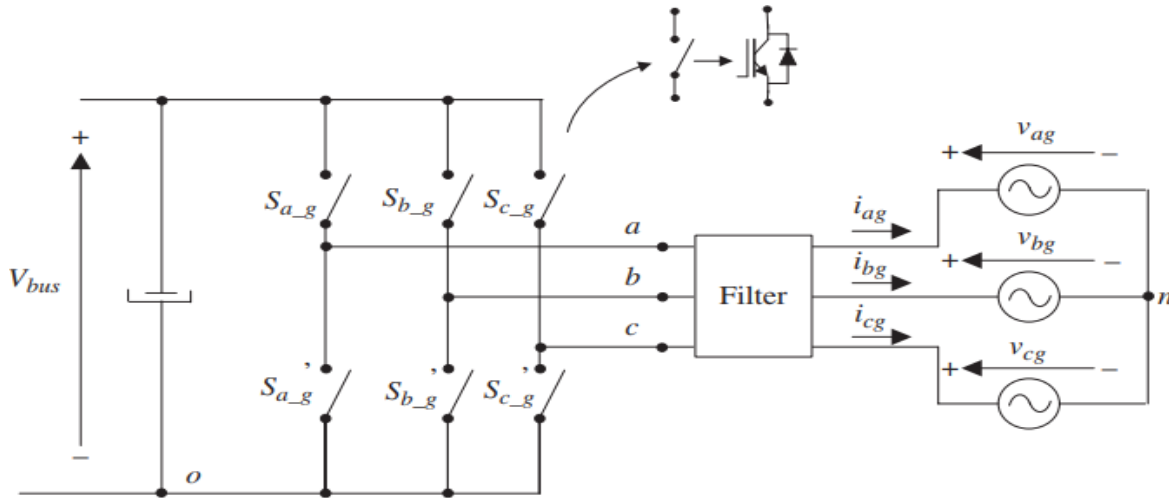 +
V_bus
−
o
S_a_g
S_b_g
S_c_g
S'_a_g
S'_b_g
S'_c_g
a
b
c
Filter
i_ag
i_bg
i_cg
+ v_ag −
+ v_bg −
+ v_cg −
n